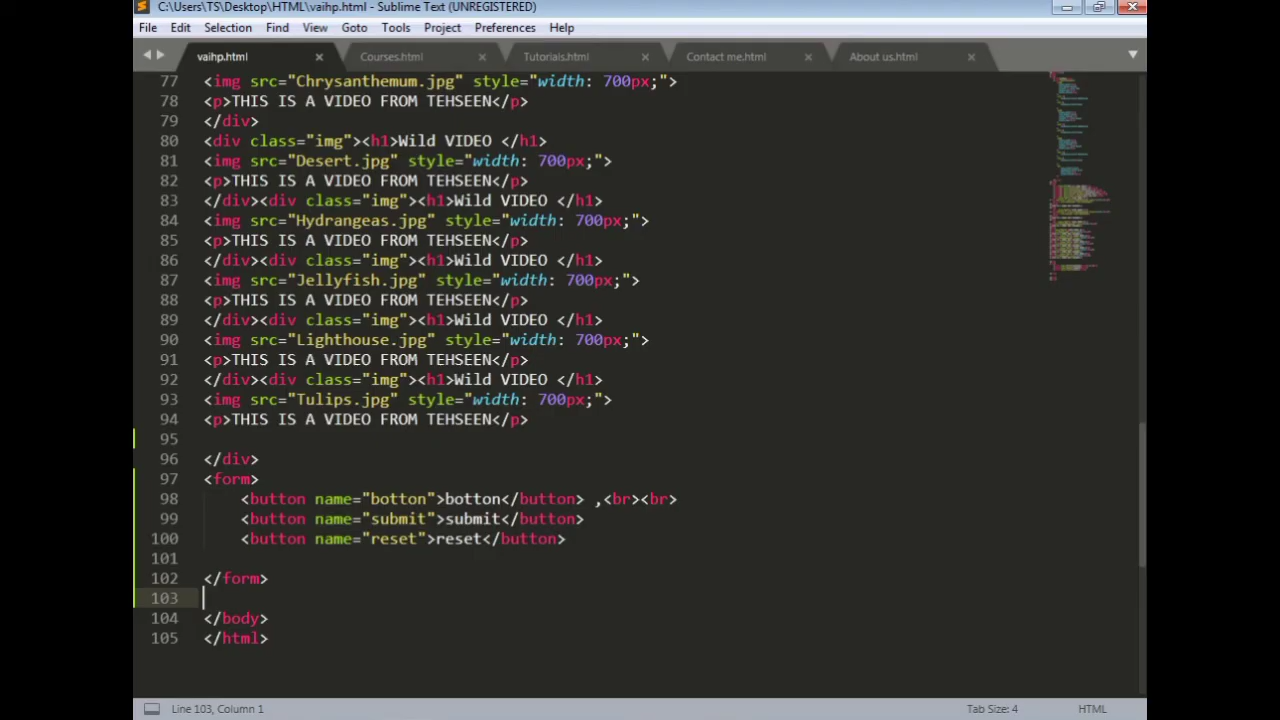 C:\Users\TS\Desktop\HTML\vaihp.html - Sublime Text (UNREGISTERED)
File Edit Selection Find View Goto Tools Project Preferences Help
vaihp.html Courses.html Tutorials.html Contact me.html About us.html
77 <img src="Chrysanthemum.jpg" style="width: 700px;">
78 <p>THIS IS A VIDEO FROM TEHSEEN</p>
79 </div>
80 <div class="img"><h1>Wild VIDEO </h1>
81 <img src="Desert.jpg" style="width: 700px;">
82 <p>THIS IS A VIDEO FROM TEHSEEN</p>
83 </div><div class="img"><h1>Wild VIDEO </h1>
84 <img src="Hydrangeas.jpg" style="width: 700px;">
85 <p>THIS IS A VIDEO FROM TEHSEEN</p>
86 </div><div class="img"><h1>Wild VIDEO </h1>
87 <img src="Jellyfish.jpg" style="width: 700px;">
88 <p>THIS IS A VIDEO FROM TEHSEEN</p>
89 </div><div class="img"><h1>Wild VIDEO </h1>
90 <img src="Lighthouse.jpg" style="width: 700px;">
91 <p>THIS IS A VIDEO FROM TEHSEEN</p>
92 </div><div class="img"><h1>Wild VIDEO </h1>
93 <img src="Tulips.jpg" style="width: 700px;">
94 <p>THIS IS A VIDEO FROM TEHSEEN</p>
95
96 </div>
97 <form>
98 <button name="botton">botton</button> ,<br><br>
99 <button name="submit">submit</button>
100 <button name="reset">reset</button>
101
102 </form>
103
104 </body>
105 </html>
Line 103, Column 1 Tab Size: 4 HTML